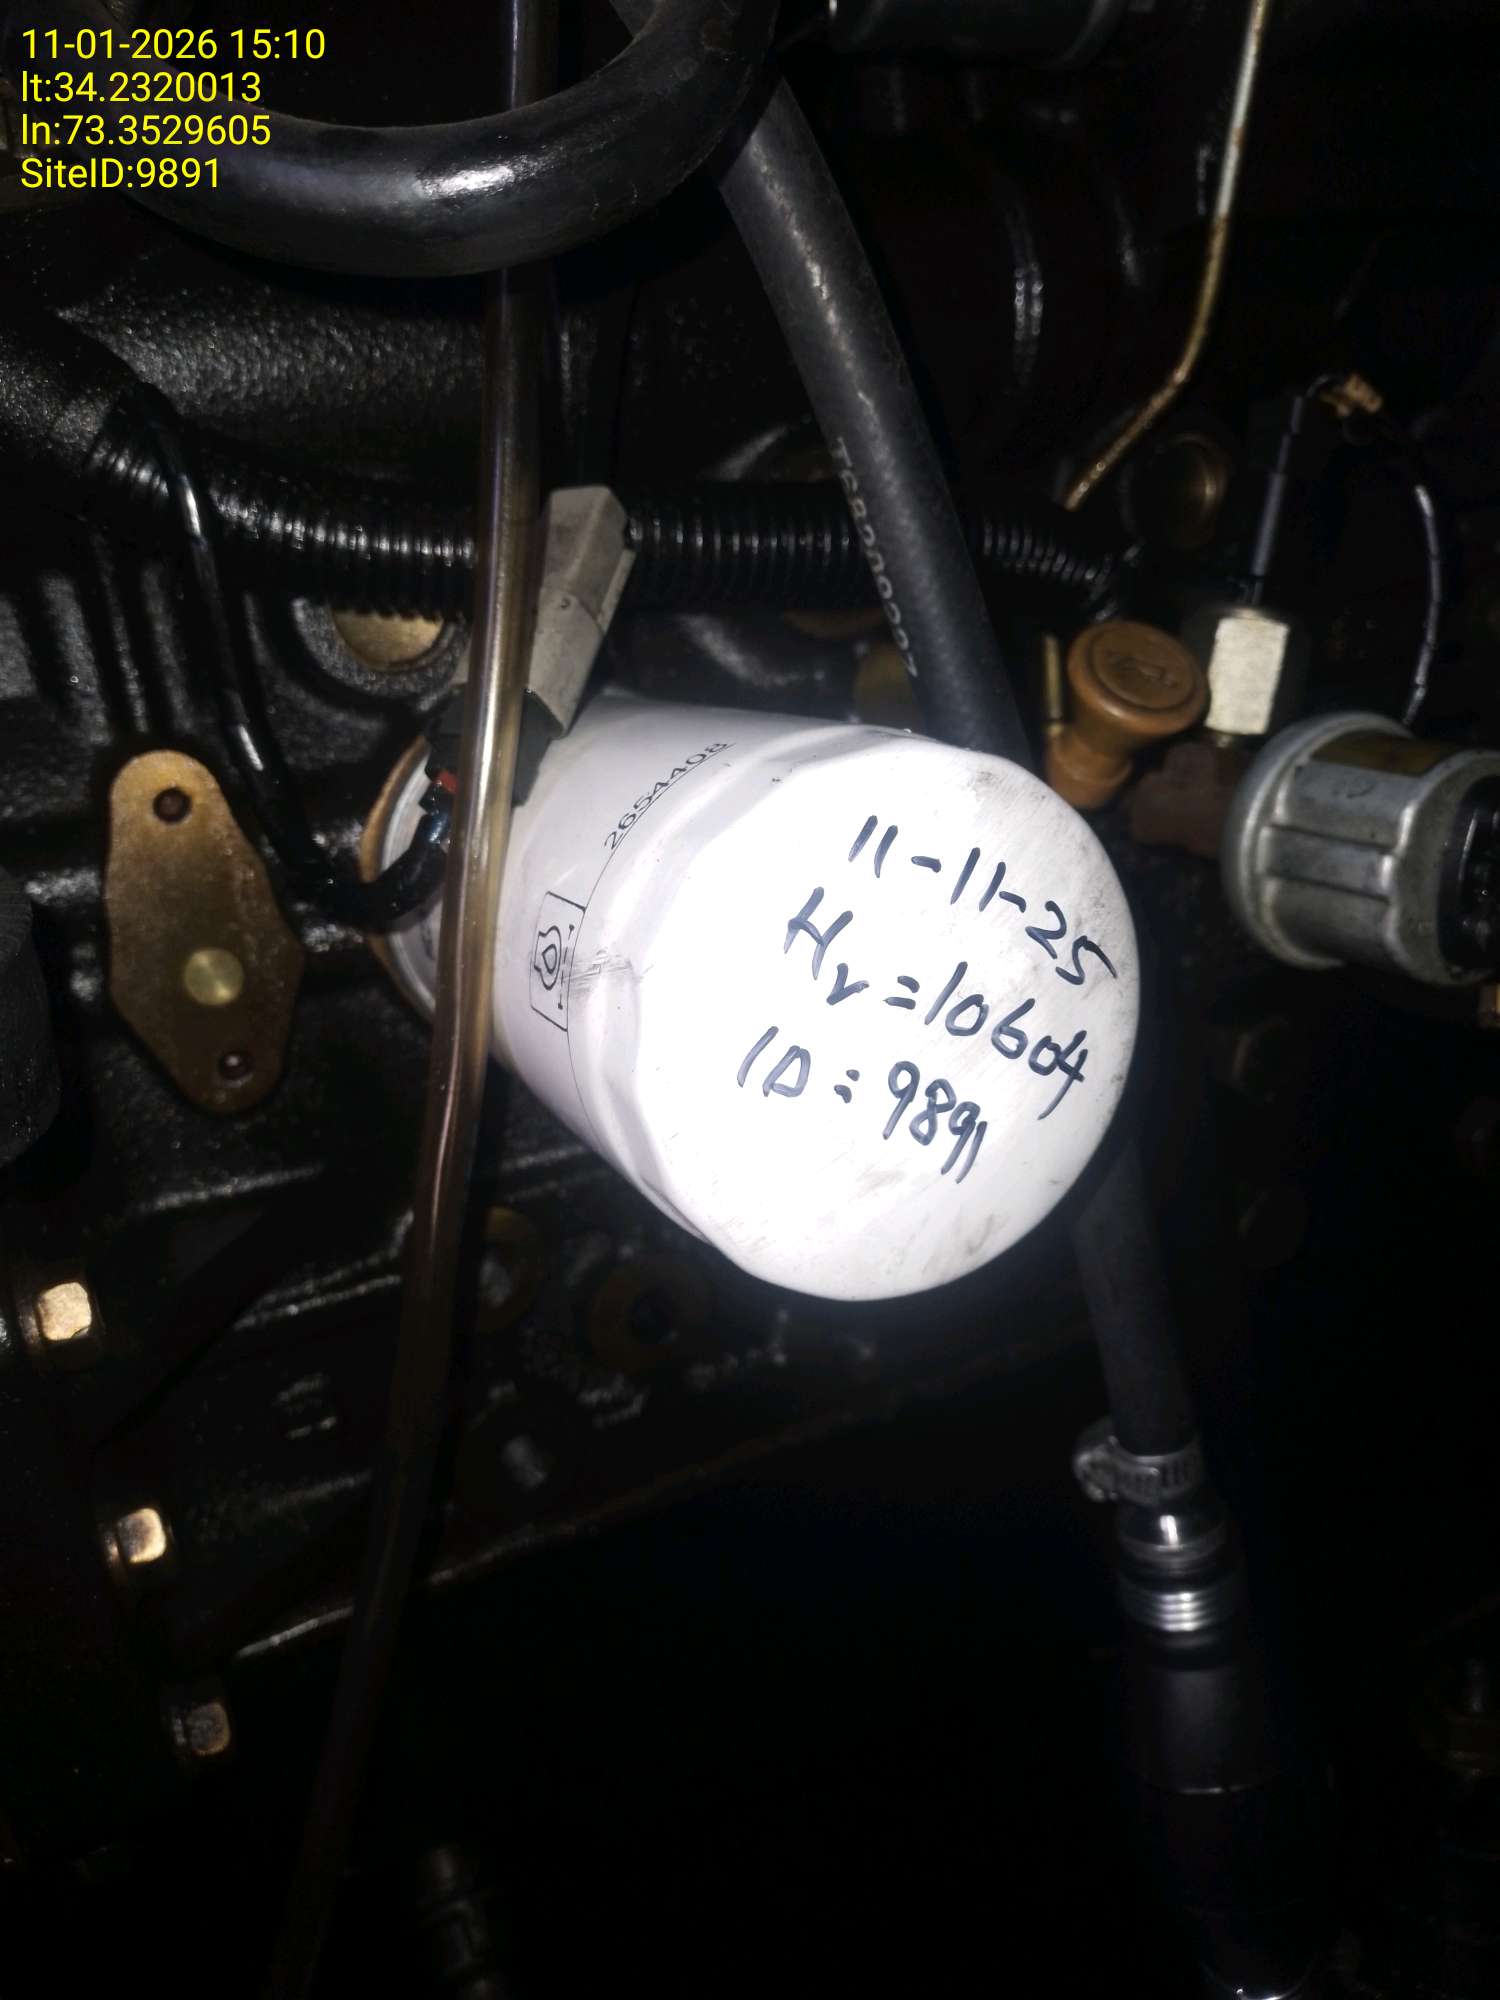 11-01-2026 15:10
lt:34.2320013
ln:73.3529605
SiteID:9891
2654408
11-11-25
Hr=10604
ID:9891